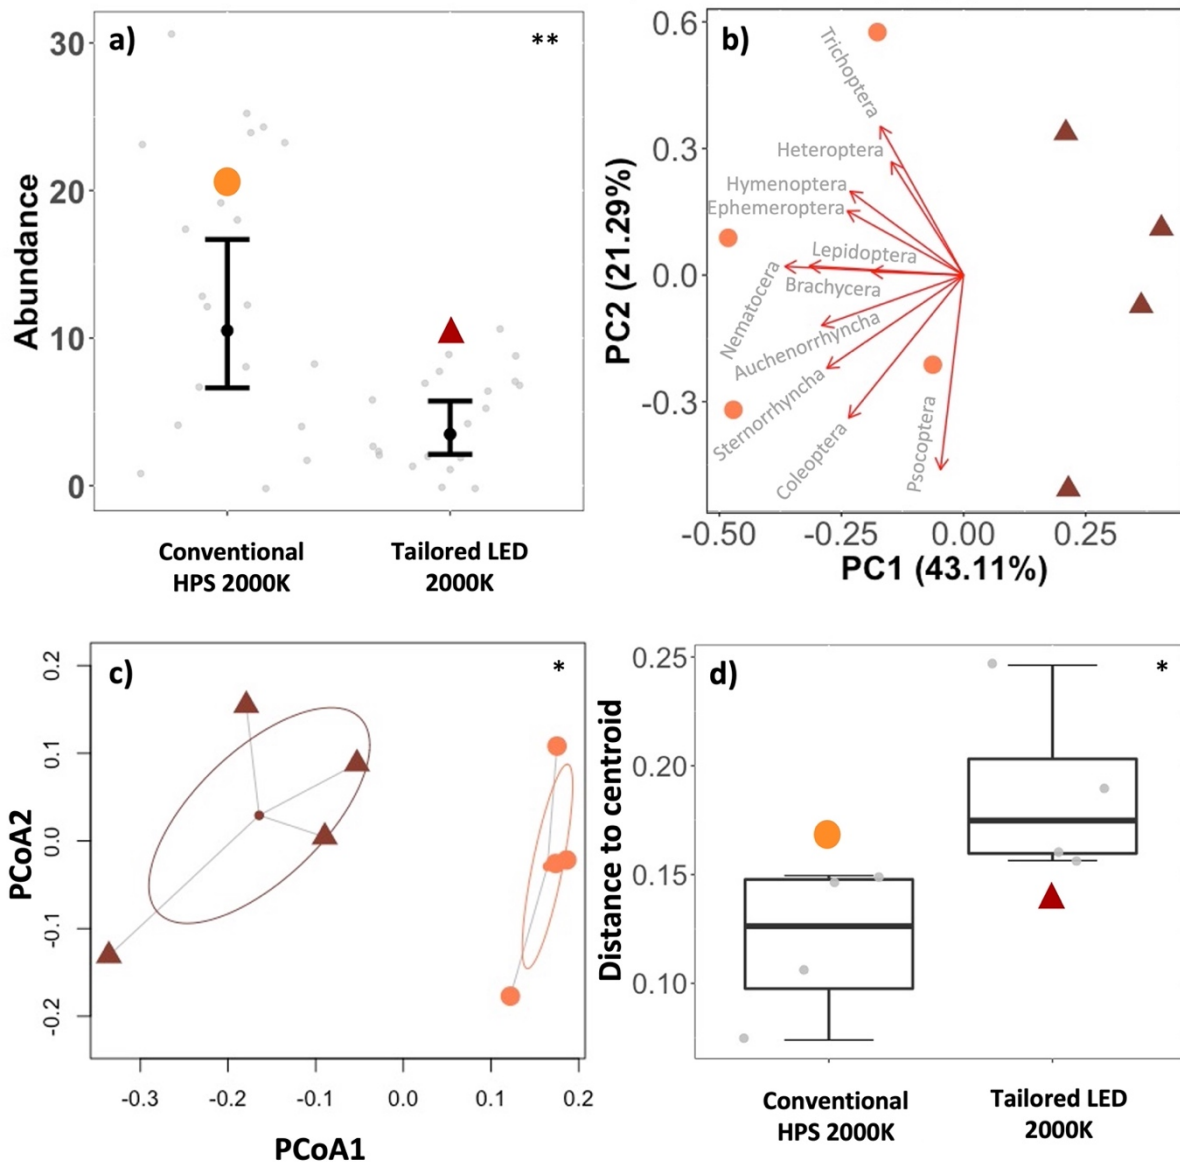 a)
**
30
20
10
0
Abundance
Conventional
HPS 2000K
Tailored LED
2000K
b)
0.6
0.3
0.0
-0.3
PC2 (21.29%)
Trichoptera
Heteroptera
Hymenoptera
Ephemeroptera
Lepidoptera
Nematocera
Brachycera
Auchenorrhyncha
Sternorrhyncha
Coleoptera
Psocoptera
-0.50
-0.25
0.00
0.25
PC1 (43.11%)
c)
*
0.2
0.1
0.0
-0.1
-0.2
PCoA2
-0.3
-0.2
-0.1
0.0
0.1
0.2
PCoA1
d)
*
0.25
0.20
0.15
0.10
Distance to centroid
Conventional
HPS 2000K
Tailored LED
2000K